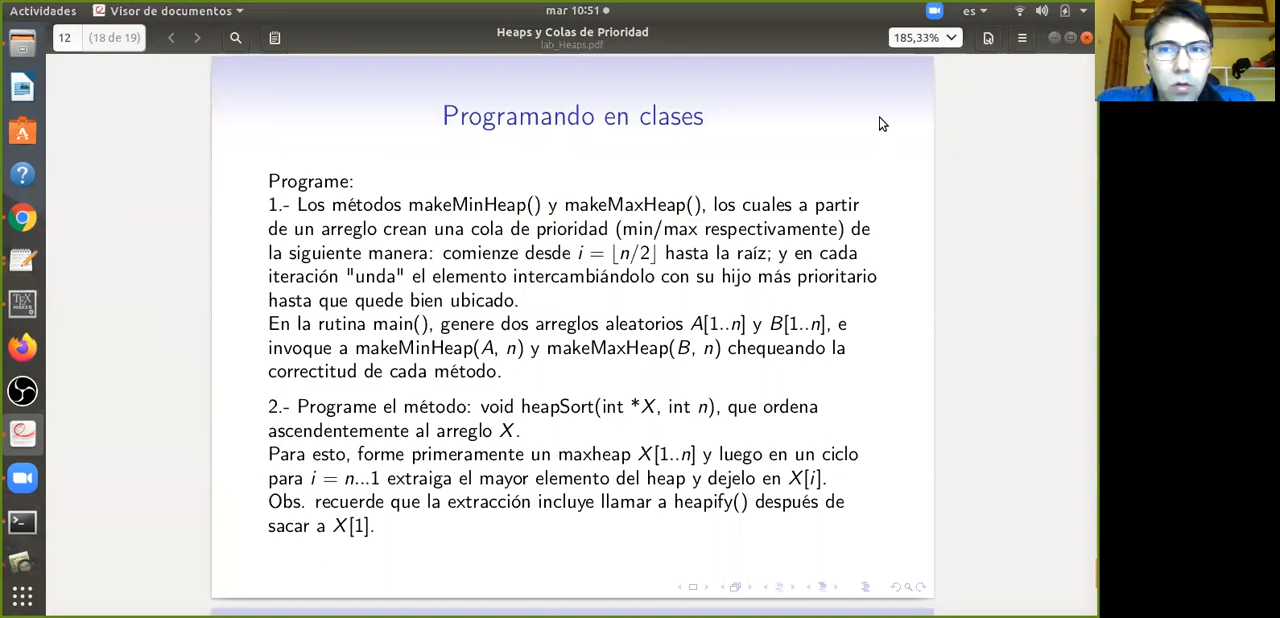 Actividades
Visor de documentos
mar 10:51
es
12
(18 de 19)
Heaps y Colas de Prioridad
lab_Heaps.pdf
185,33%
Programando en clases
Programe:
1.- Los métodos makeMinHeap() y makeMaxHeap(), los cuales a partir
de un arreglo crean una cola de prioridad (min/max respectivamente) de
la siguiente manera: comienze desde i = ⌊n/2⌋ hasta la raíz; y en cada
iteración "unda" el elemento intercambiándolo con su hijo más prioritario
hasta que quede bien ubicado.
En la rutina main(), genere dos arreglos aleatorios A[1..n] y B[1..n], e
invoque a makeMinHeap(A, n) y makeMaxHeap(B, n) chequeando la
correctitud de cada método.
2.- Programe el método: void heapSort(int *X, int n), que ordena
ascendentemente al arreglo X.
Para esto, forme primeramente un maxheap X[1..n] y luego en un ciclo
para i = n...1 extraiga el mayor elemento del heap y dejelo en X[i].
Obs. recuerde que la extracción incluye llamar a heapify() después de
sacar a X[1].